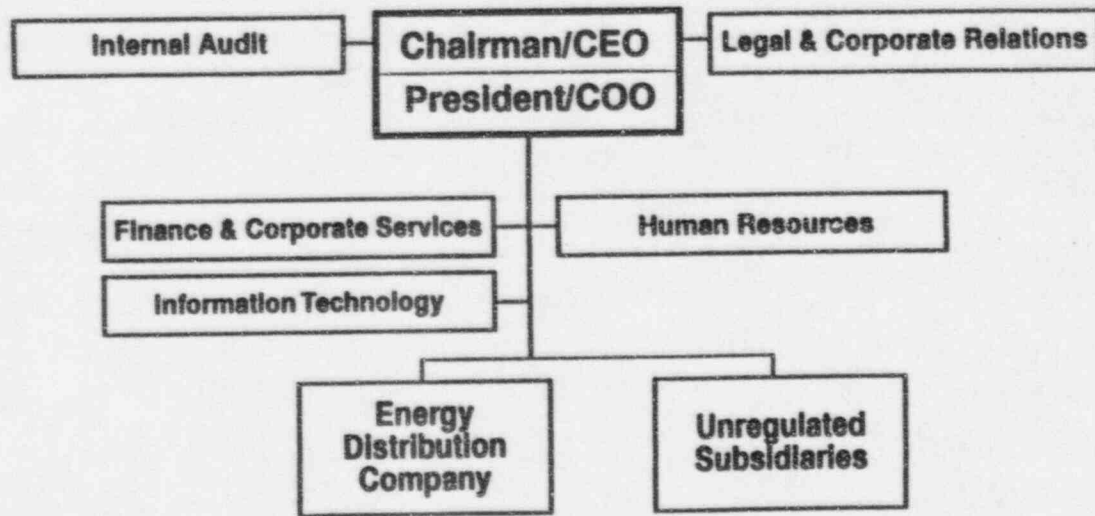 Internal Audit
Chairman/CEO
Legal & Corporate Relations
President/COO
Finance & Corporate Services
Human Resources
Information Technology
Energy
Distribution
Company
Unregulated
Subsidiaries